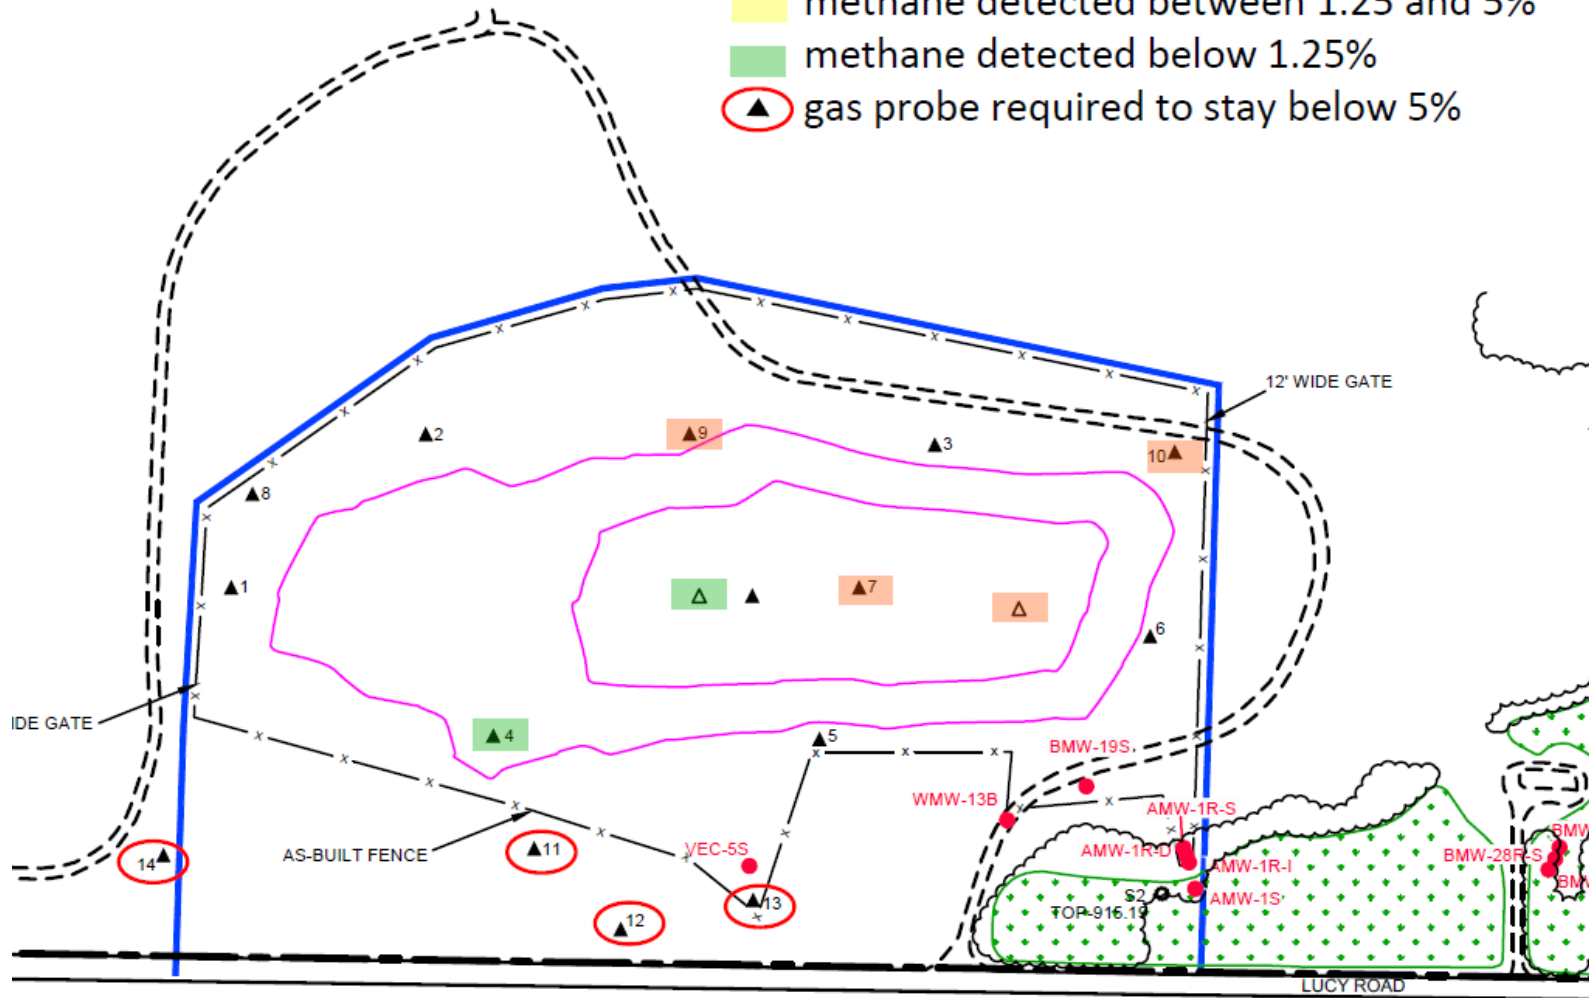 methane detected between 1.25 and 5%
methane detected below 1.25%
gas probe required to stay below 5%
12' WIDE GATE
2
9
3
10
8
1
7
6
IDE GATE
4
5
BMW-19S
WMW-13B
AMW-1R-S
AS-BUILT FENCE
11
VEC-5S
AMW-1R-D
AMW-1R-I
BMW
BMW-28R-S
BMW
14
13
S2
TOP-915.19
AMW-1S
12
LUCY ROAD